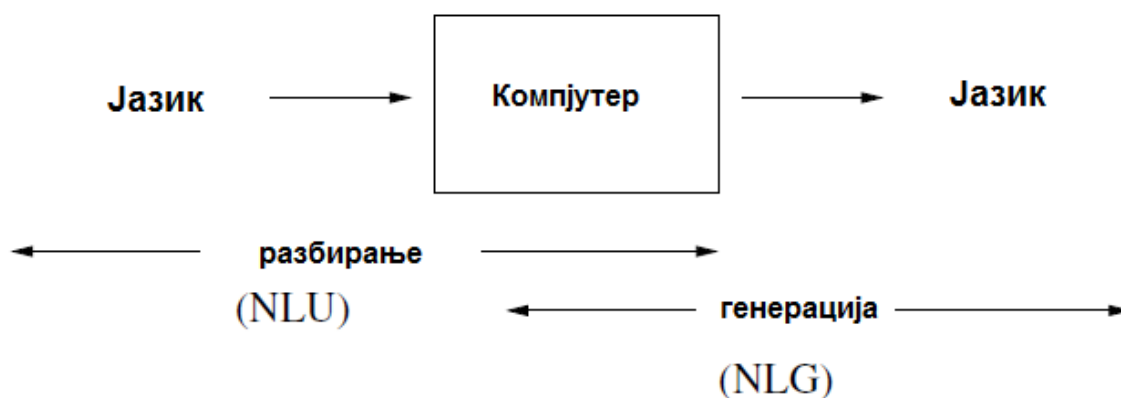 Јазик
Компјутер
Јазик
разбирање
(NLU)
генерација
(NLG)